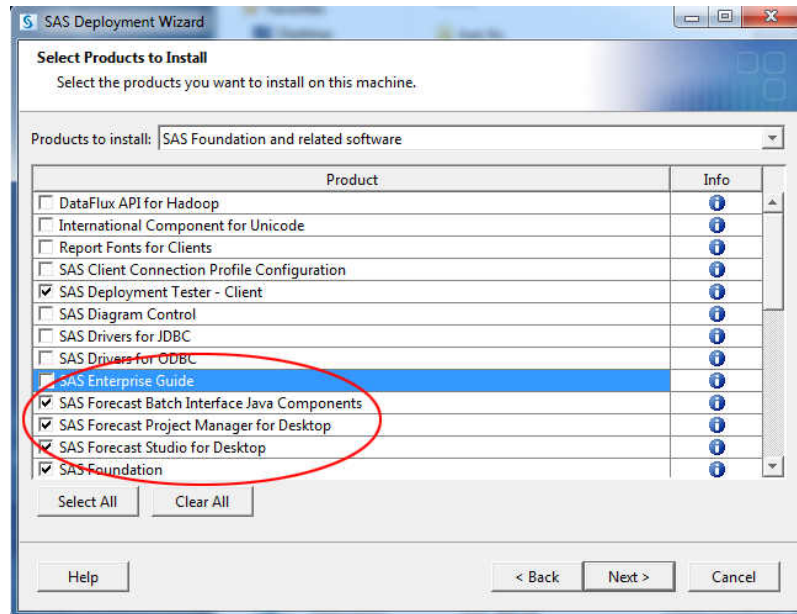 SAS Deployment Wizard
Select Products to Install
Select the products you want to install on this machine.
Products to install: SAS Foundation and related software
Product Info
DataFlux API for Hadoop
International Component for Unicode
Report Fonts for Clients
SAS Client Connection Profile Configuration
SAS Deployment Tester - Client
SAS Diagram Control
SAS Drivers for JDBC
SAS Drivers for ODBC
SAS Enterprise Guide
SAS Forecast Batch Interface Java Components
SAS Forecast Project Manager for Desktop
SAS Forecast Studio for Desktop
SAS Foundation
Select All Clear All
Help < Back Next > Cancel